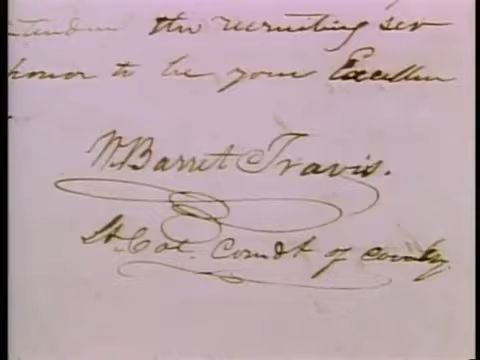 the recruiting ser
honor to be your Excellen
W. Barret Travis.
Lt. Col. Comdt of Cavalry